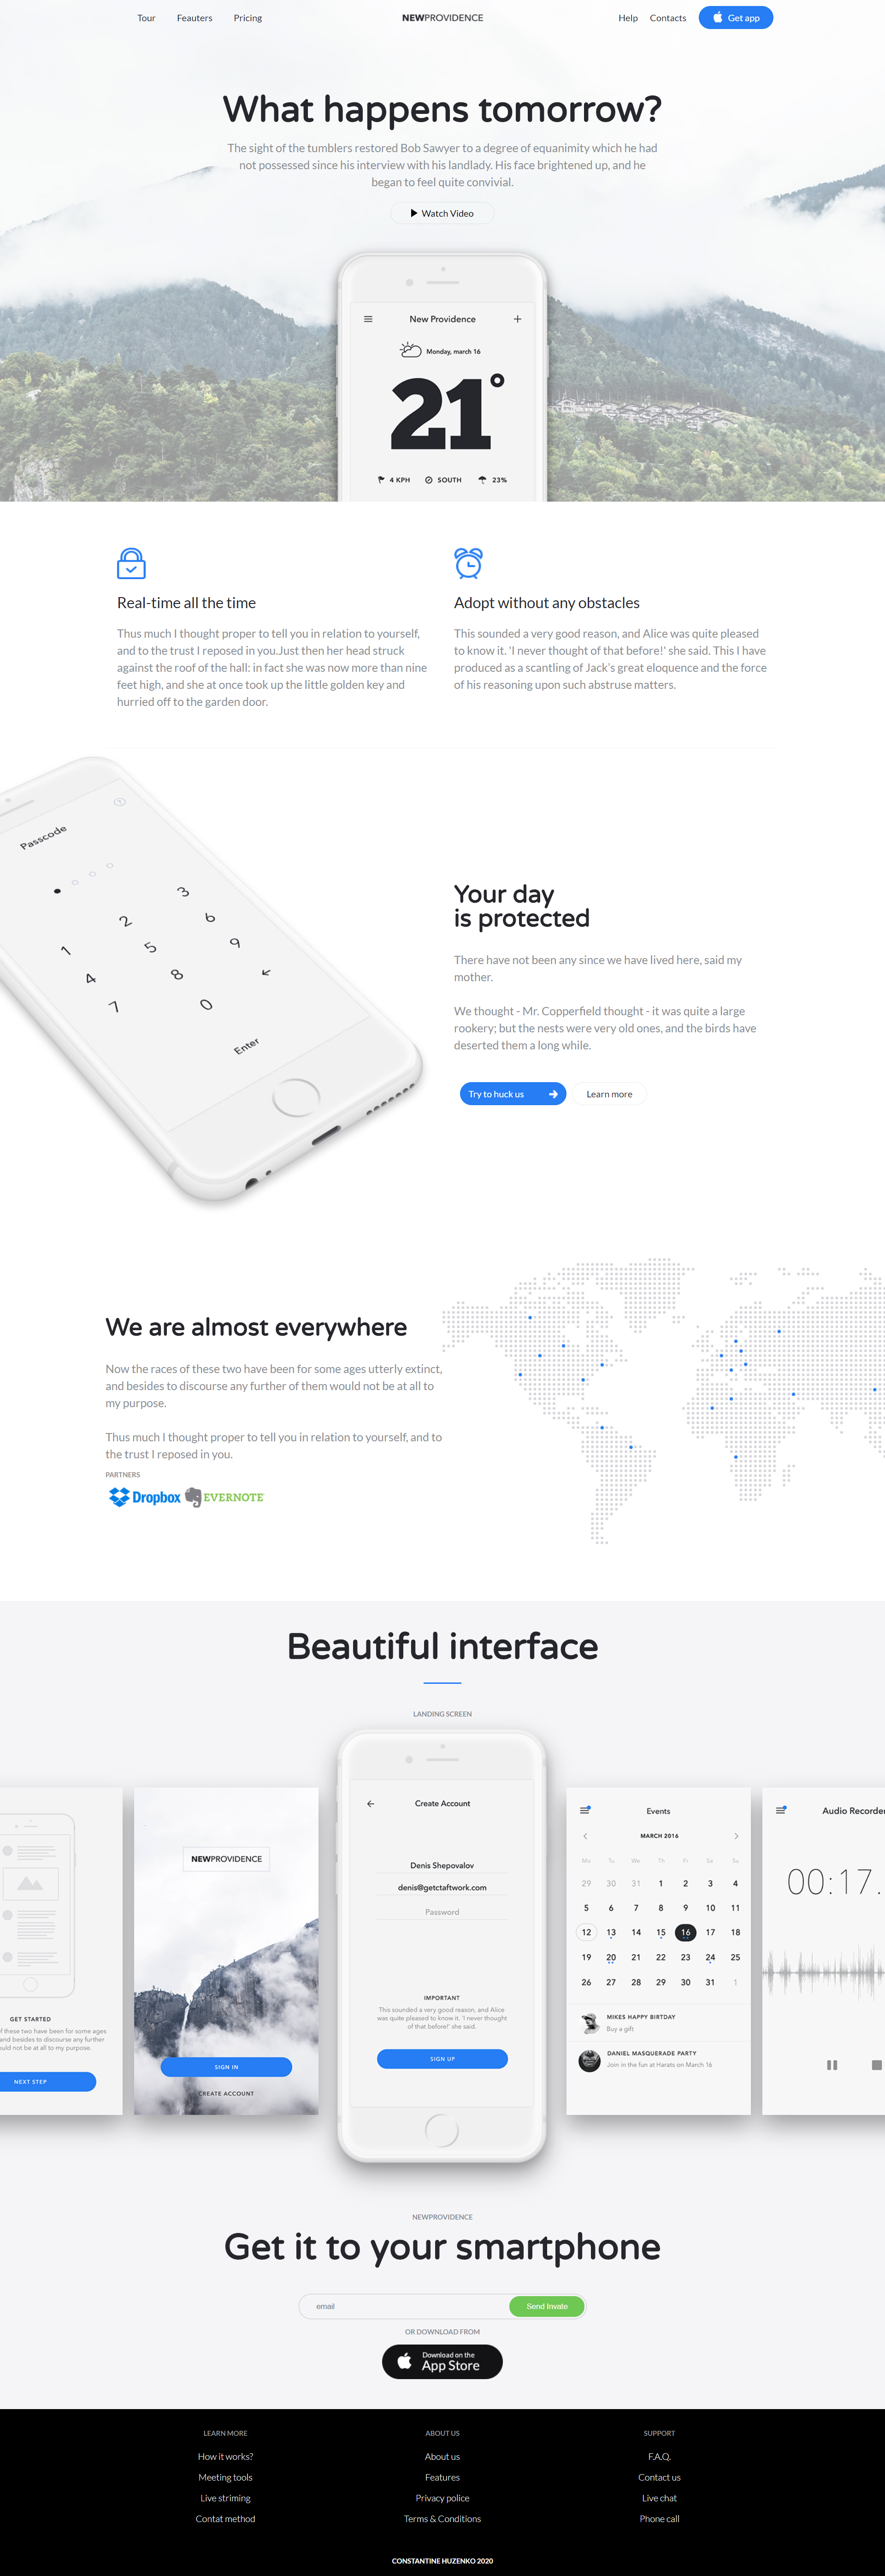 Tour Feauters Pricing NEWPROVIDENCE Help Contacts Get app
What happens tomorrow?
The sight of the tumblers restored Bob Sawyer to a degree of equanimity which he had
not possessed since his interview with his landlady. His face brightened up, and he
began to feel quite convivial.
Watch Video
New Providence
Monday, march 16
21°
4 KPH SOUTH 23%
Real-time all the time
Thus much I thought proper to tell you in relation to yourself,
and to the trust I reposed in you.Just then her head struck
against the roof of the hall: in fact she was now more than nine
feet high, and she at once took up the little golden key and
hurried off to the garden door.
Adopt without any obstacles
This sounded a very good reason, and Alice was quite pleased
to know it. 'I never thought of that before!' she said. This I have
produced as a scantling of Jack's great eloquence and the force
of his reasoning upon such abstruse matters.
Passcode
1 2 3
4 5 6
7 8 9
0
Enter
Your day
is protected
There have not been any since we have lived here, said my
mother.
We thought - Mr. Copperfield thought - it was quite a large
rookery; but the nests were very old ones, and the birds have
deserted them a long while.
Try to huck us Learn more
We are almost everywhere
Now the races of these two have been for some ages utterly extinct,
and besides to discourse any further of them would not be at all to
my purpose.
Thus much I thought proper to tell you in relation to yourself, and to
the trust I reposed in you.
PARTNERS
Dropbox EVERNOTE
Beautiful interface
LANDING SCREEN
GET STARTED
f these two have been for some ages
and besides to discourse any further
ould not be at all to my purpose.
NEXT STEP
NEWPROVIDENCE
SIGN IN
CREATE ACCOUNT
Create Account
Denis Shepovalov
denis@getctaftwork.com
Password
IMPORTANT
This sounded a very good reason, and Alice
was quite pleased to know it. 'I never thought
of that before!' she said.
SIGN UP
Events
MARCH 2016
Mo Tu We Th Fr Sa Su
29 30 31 1 2 3 4
5 6 7 8 9 10 11
12 13 14 15 16 17 18
19 20 21 22 23 24 25
26 27 28 29 30 31 1
MIKES HAPPY BIRTDAY
Buy a gift
DANIEL MASQUERADE PARTY
Join in the fun at Harats on March 16
Audio Recorder
00:17.
NEWPROVIDENCE
Get it to your smartphone
email Send Invate
OR DOWNLOAD FROM
Download on the
App Store
LEARN MORE
How it works?
Meeting tools
Live striming
Contat method
ABOUT US
About us
Features
Privacy police
Terms & Conditions
SUPPORT
F.A.Q.
Contact us
Live chat
Phone call
CONSTANTINE HUZENKO 2020